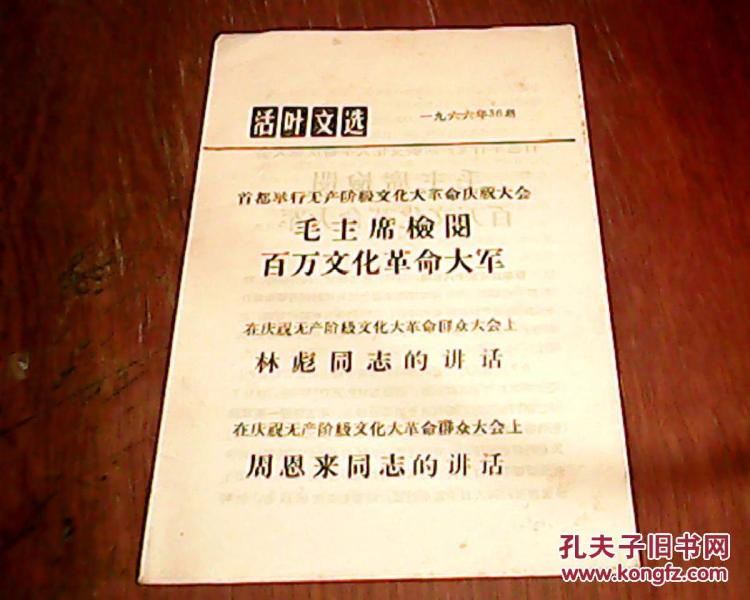 活叶文选
一九六六年36期
首都举行无产阶级文化大革命庆祝大会
毛主席檢閱
百万文化革命大军
在庆祝无产阶级文化大革命群众大会上
林彪同志的讲话
在庆祝无产阶级文化大革命群众大会上
周恩来同志的讲话
孔夫子旧书网
www.kongfz.com